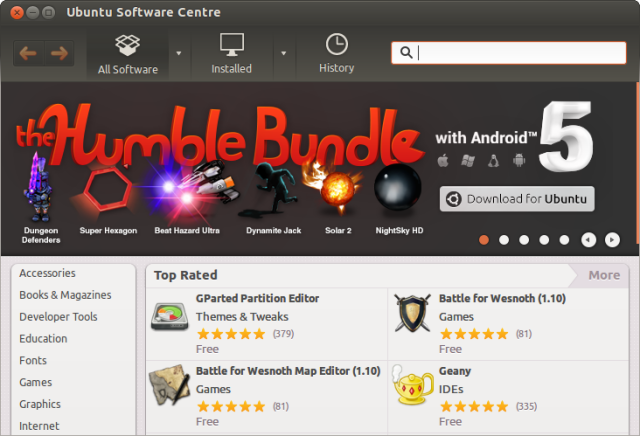 Ubuntu Software Centre
All Software
Installed
History
the Humble Bundle
with Android™ 5
Download for Ubuntu
Dungeon
Defenders
Super Hexagon
Beat Hazard Ultra
Dynamite Jack
Solar 2
NightSky HD
Accessories
Books & Magazines
Developer Tools
Education
Fonts
Games
Graphics
Internet
Top Rated
More
GParted Partition Editor
Themes & Tweaks
(379)
Free
Battle for Wesnoth (1.10)
Games
(81)
Free
Battle for Wesnoth Map Editor (1.10)
Games
(81)
Free
Geany
IDEs
(335)
Free